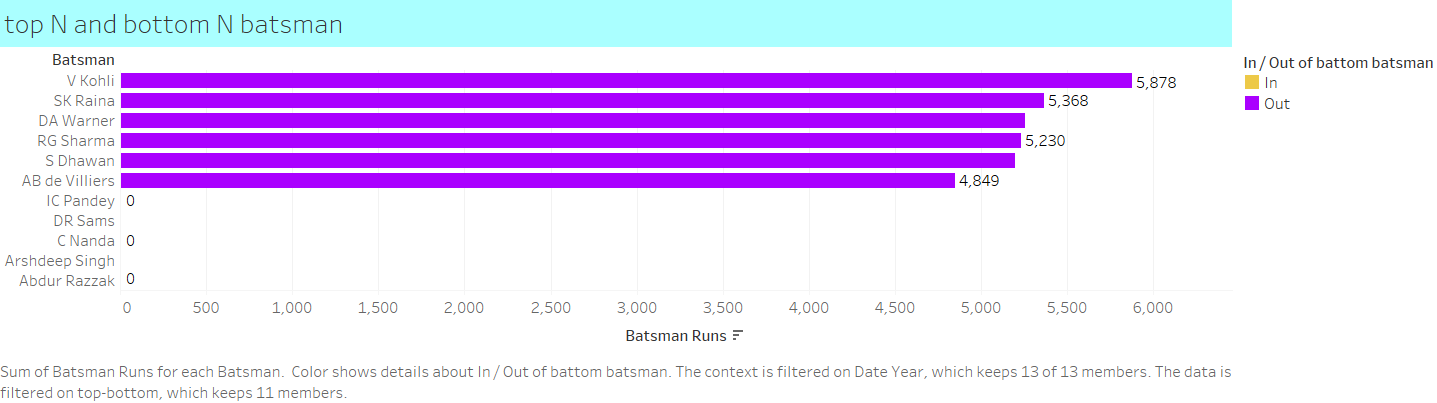 top N and bottom N batsman
Batsman
V Kohli 5,878
SK Raina 5,368
DA Warner
RG Sharma 5,230
S Dhawan
AB de Villiers 4,849
IC Pandey 0
DR Sams
C Nanda 0
Arshdeep Singh
Abdur Razzak 0
0 500 1,000 1,500 2,000 2,500 3,000 3,500 4,000 4,500 5,000 5,500 6,000
Batsman Runs
In / Out of battom batsman
In
Out
Sum of Batsman Runs for each Batsman. Color shows details about In / Out of battom batsman. The context is filtered on Date Year, which keeps 13 of 13 members. The data is
filtered on top-bottom, which keeps 11 members.